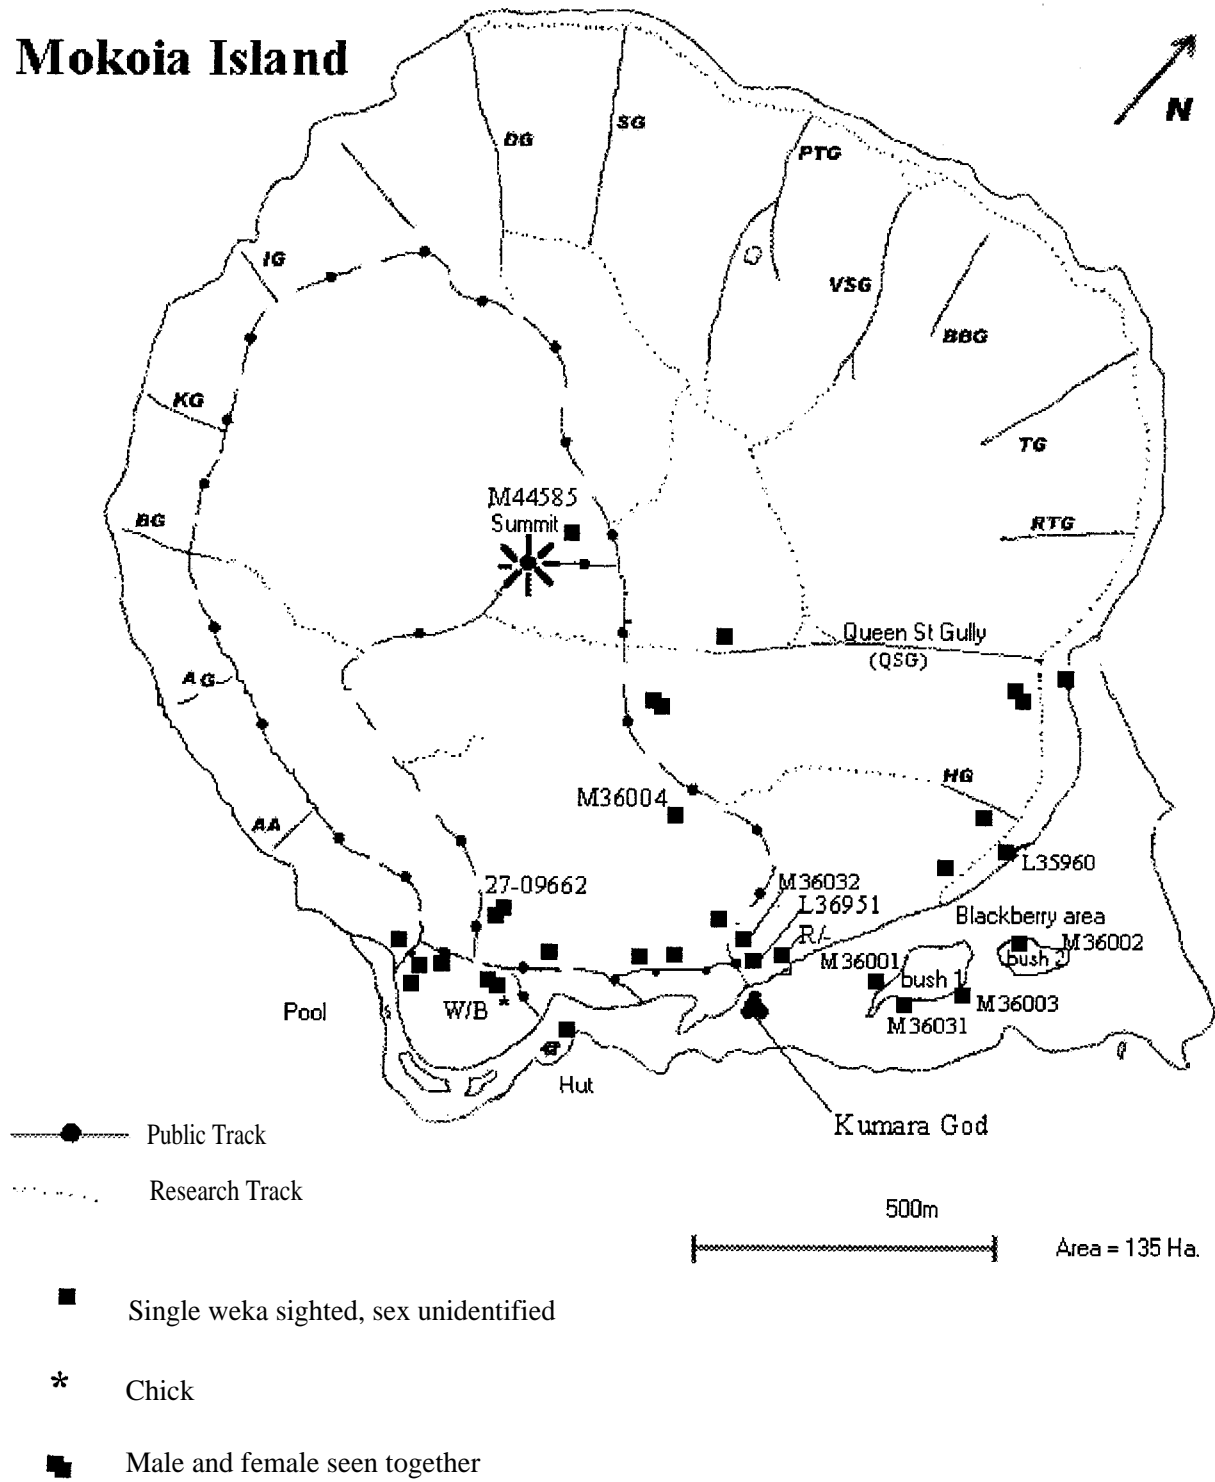 Mokoia Island
N
DG
SG
PTG
IG
VSG
BBG
KG
TG
M44585
Summit
BG
RTG
Queen St Gully
(QSG)
AG
HG
M36004
AA
L35960
27-09662
M36032
L36951
R/-
Blackberry area
M36001
M36002
bush 1
bush 2
Pool
W/B
M36003
M36031
Hut
Kumara God
Public Track
Research Track
500m
Area = 135 Ha.
Single weka sighted, sex unidentified
* Chick
Male and female seen together